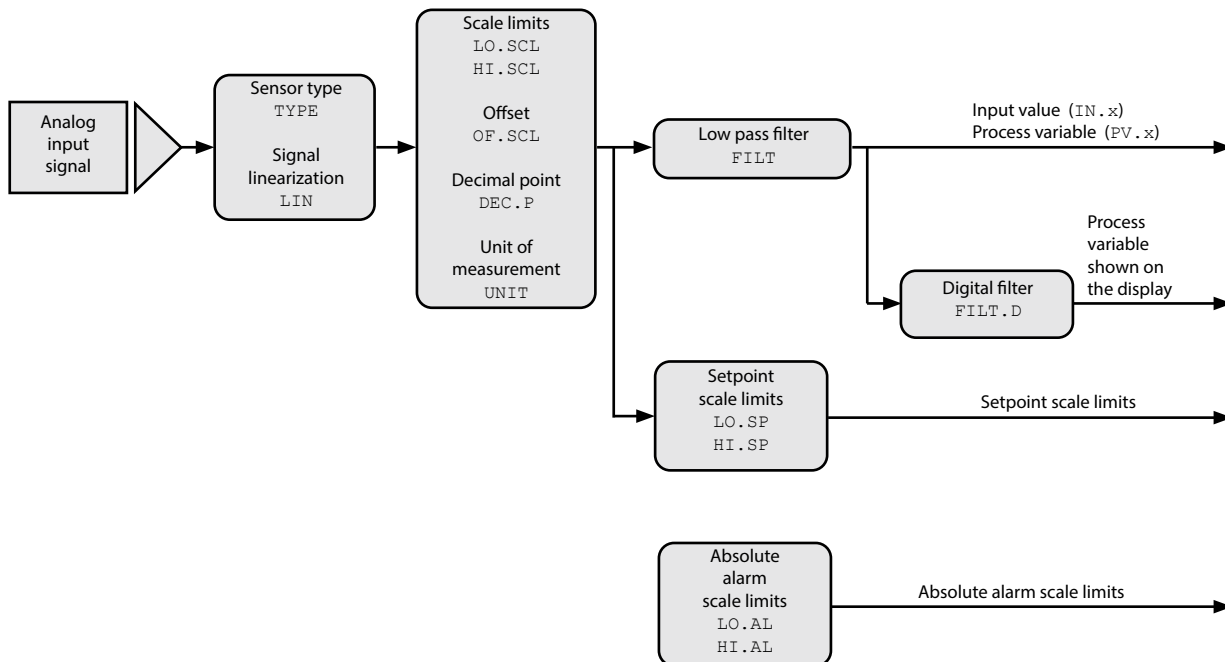 Analog
input
signal
Sensor type
TYPE
Signal
linearization
LIN
Scale limits
LO.SCL
HI.SCL
Offset
OF.SCL
Decimal point
DEC.P
Unit of
measurement
UNIT
Low pass filter
FILT
Input value (IN.x)
Process variable (PV.x)
Digital filter
FILT.D
Process
variable
shown on
the display
Setpoint
scale limits
LO.SP
HI.SP
Setpoint scale limits
Absolute
alarm
scale limits
LO.AL
HI.AL
Absolute alarm scale limits